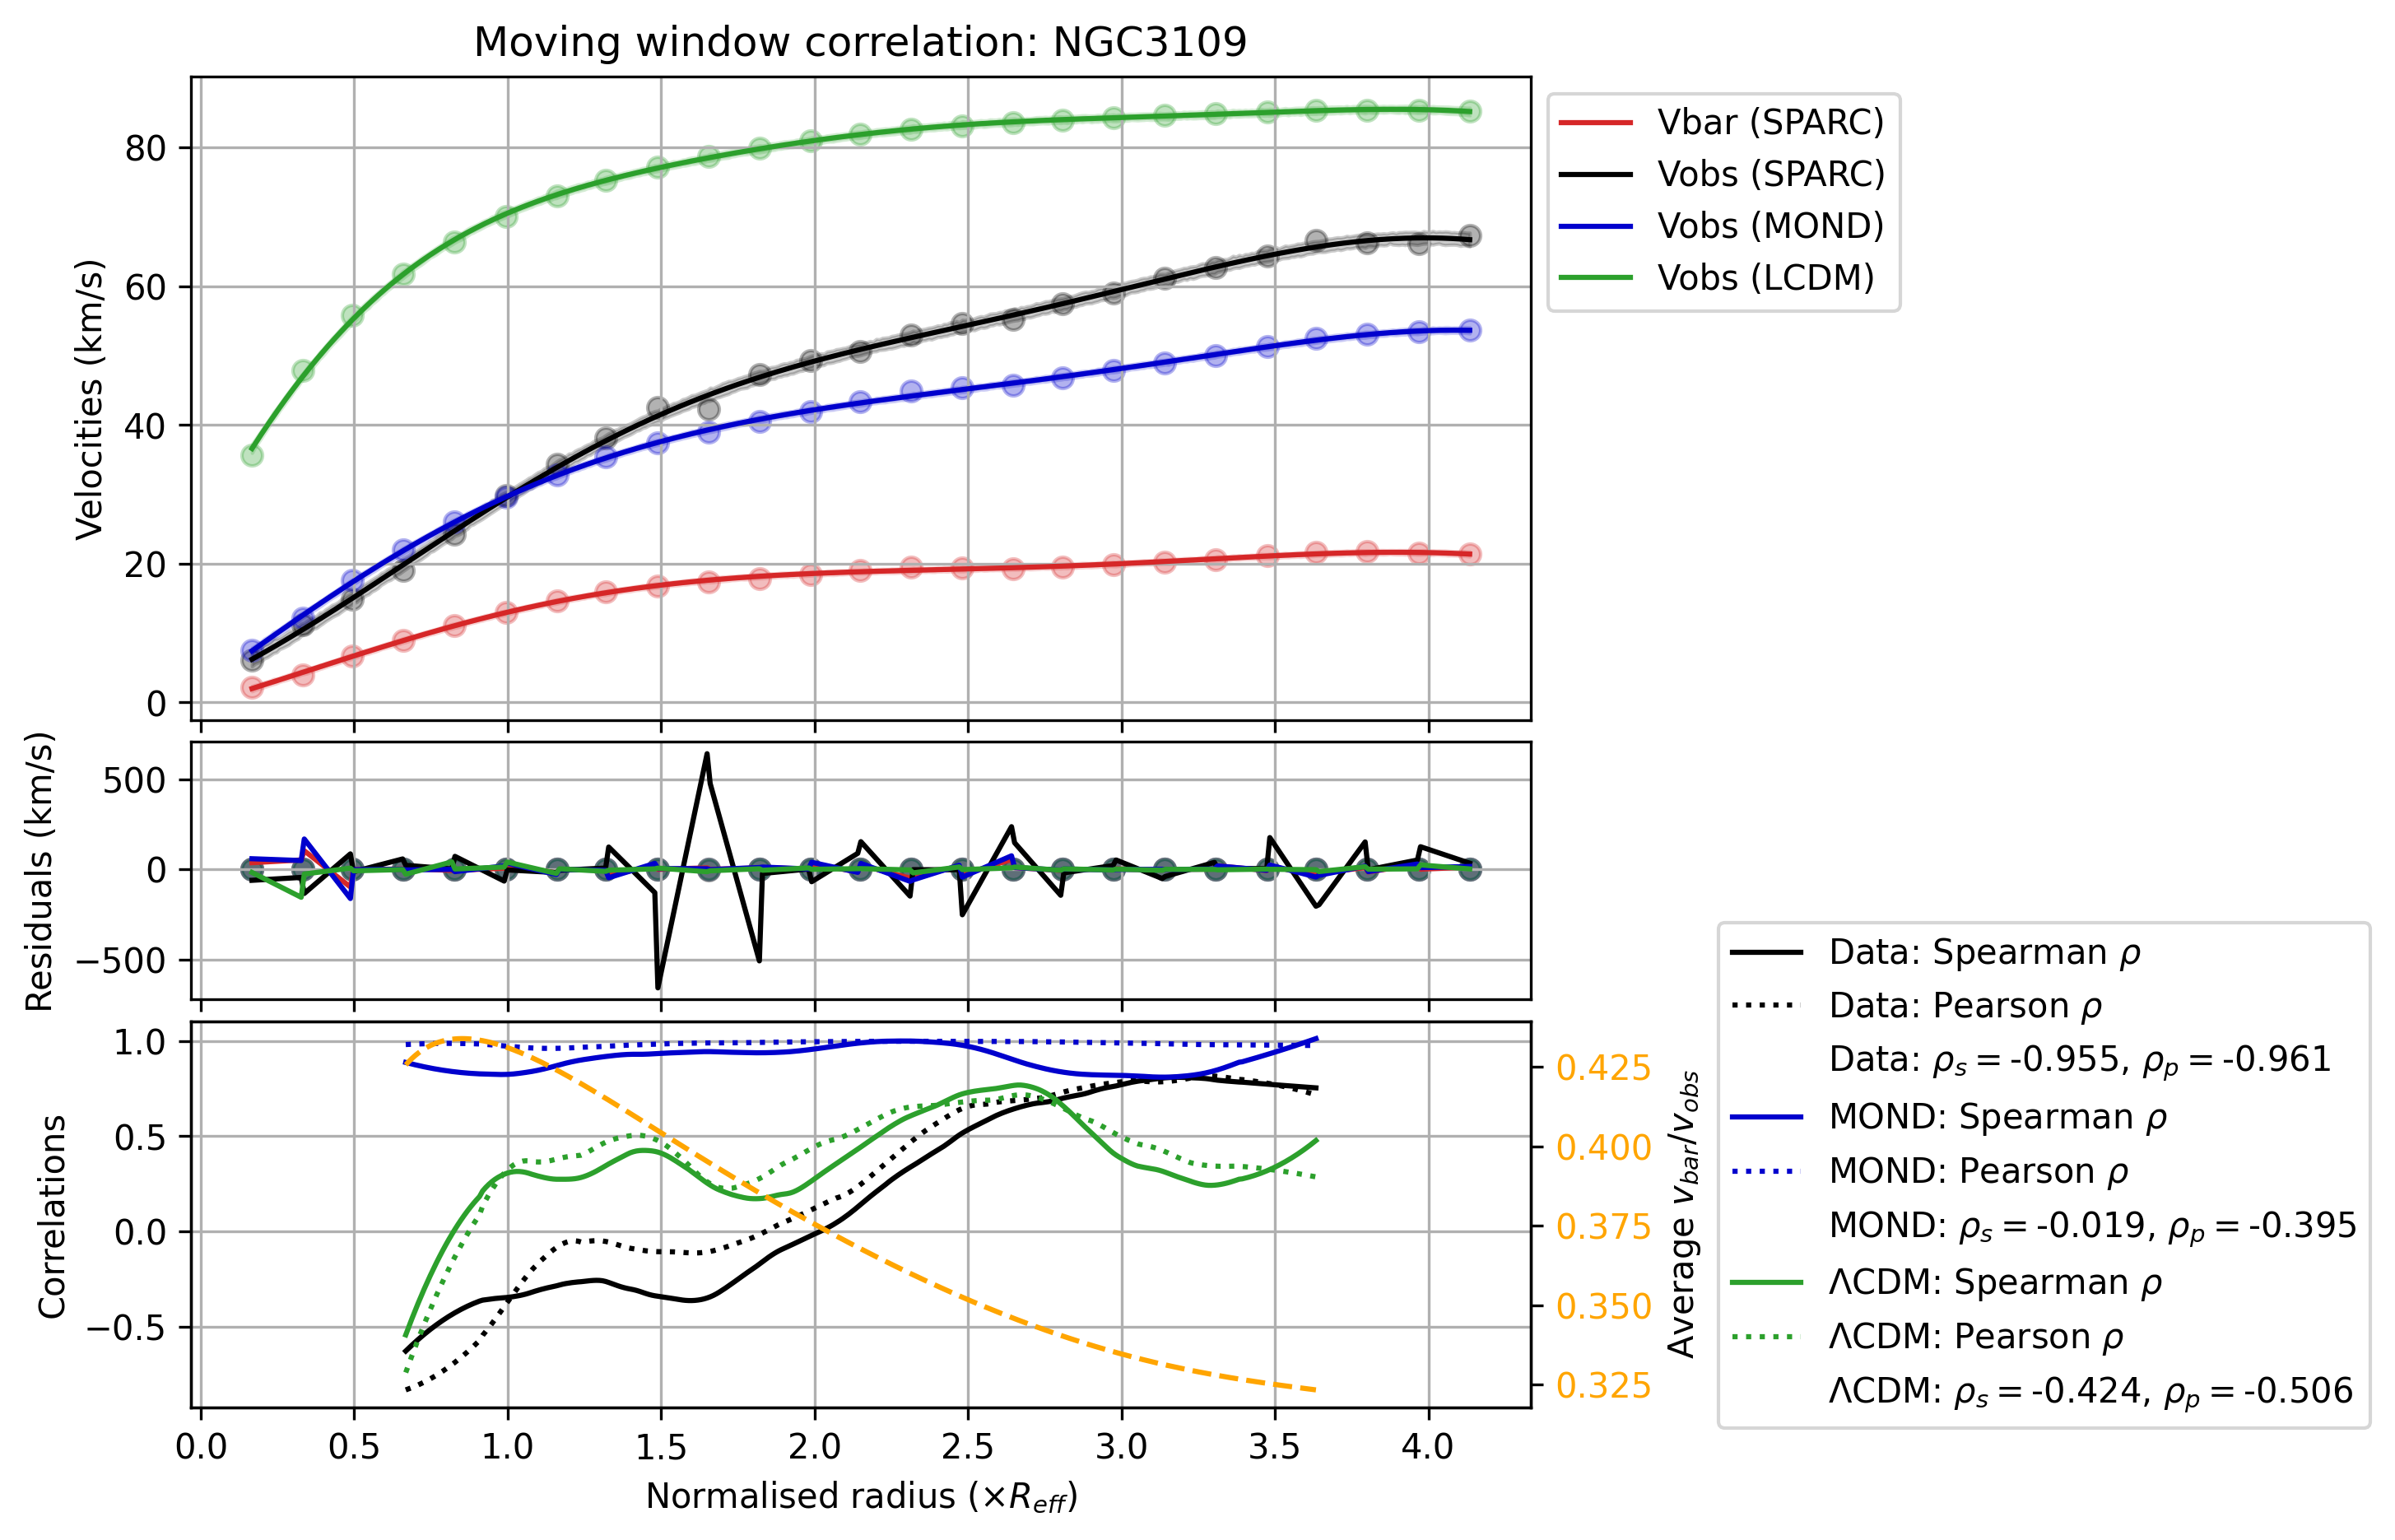 Moving window correlation: NGC3109
80
60
40
20
0
Velocities (km/s)
Vbar (SPARC)
Vobs (SPARC)
Vobs (MOND)
Vobs (LCDM)
500
0
−500
Residuals (km/s)
1.0
0.5
0.0
−0.5
Correlations
0.425
0.400
0.375
0.350
0.325
Average v_bar/v_obs
Data: Spearman ρ
Data: Pearson ρ
Data: ρ_s = -0.955, ρ_p = -0.961
MOND: Spearman ρ
MOND: Pearson ρ
MOND: ρ_s = -0.019, ρ_p = -0.395
ΛCDM: Spearman ρ
ΛCDM: Pearson ρ
ΛCDM: ρ_s = -0.424, ρ_p = -0.506
0.0 0.5 1.0 1.5 2.0 2.5 3.0 3.5 4.0
Normalised radius (×R_eff)